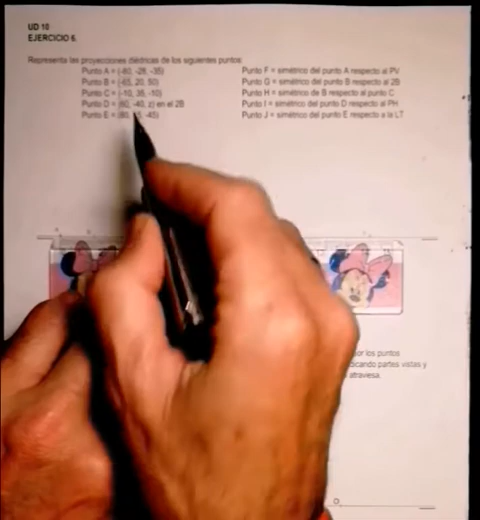 UD 10
EJERCICIO 6.
Representa las proyecciones diédricas de los siguientes puntos:
Punto A = (-80, -28, -35)
Punto B = (-65, 20, 50)
Punto C = (-10, 36, -10)
Punto D = (60, -40, z) en el 2B
Punto E = (80, -45)
Punto F = simétrico del punto A respecto al PV
Punto G = simétrico del punto B respecto al 2B
Punto H = simétrico de B respecto al punto C
Punto I = simétrico del punto D respecto al PH
Punto J = simétrico del punto E respecto a la LT
por los puntos
dicando partes vistas y
atraviesa.